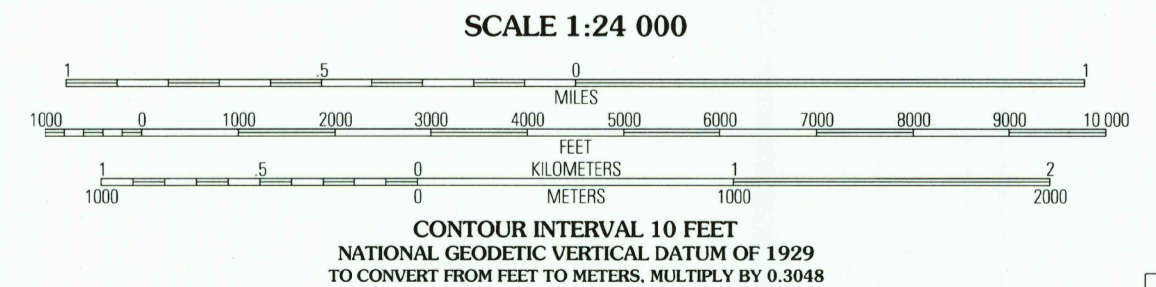 SCALE 1:24 000
1 .5 0 1
MILES
1000 0 1000 2000 3000 4000 5000 6000 7000 8000 9000 10 000
FEET
1 .5 0 KILOMETERS 1 2
1000 0 METERS 1000 2000
CONTOUR INTERVAL 10 FEET
NATIONAL GEODETIC VERTICAL DATUM OF 1929
TO CONVERT FROM FEET TO METERS, MULTIPLY BY 0.3048